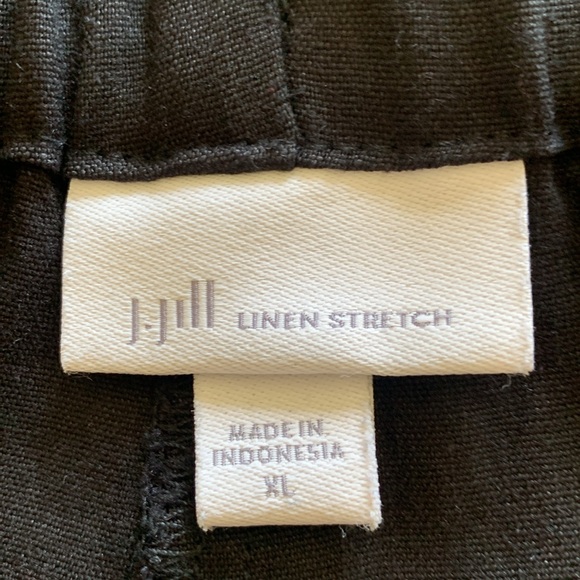 J.Jill LINEN STRETCH
MADE IN
INDONESIA
XL